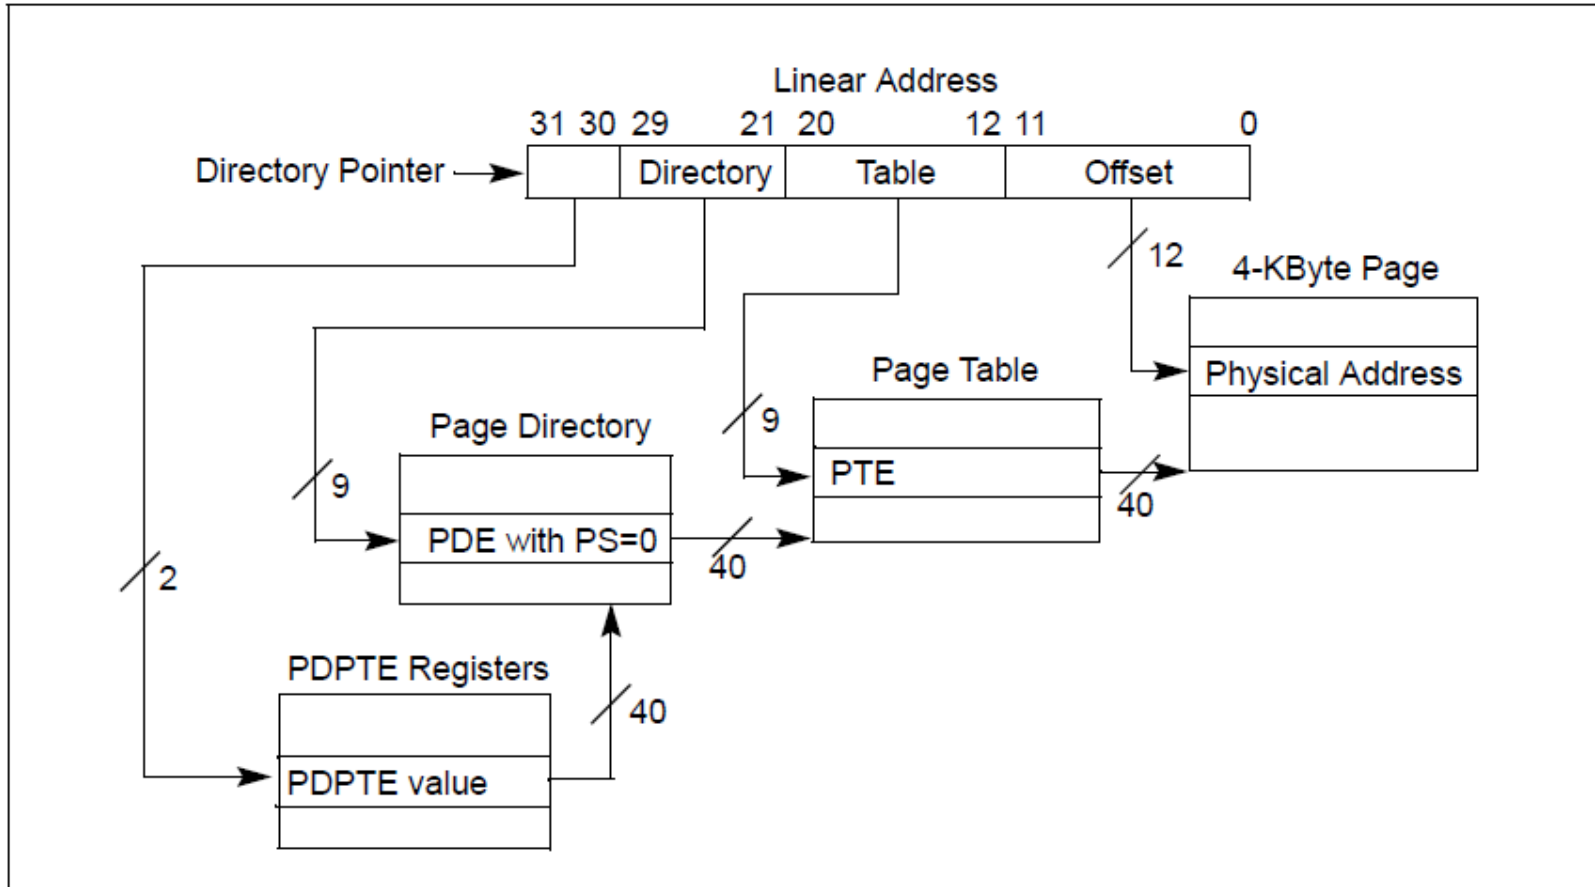 Linear Address
31 30 29 21 20 12 11 0
Directory Pointer
Directory Table Offset
12
4-KByte Page
Physical Address
Page Table
9
PTE
40
Page Directory
9
PDE with PS=0
40
2
PDPTE Registers
40
PDPTE value